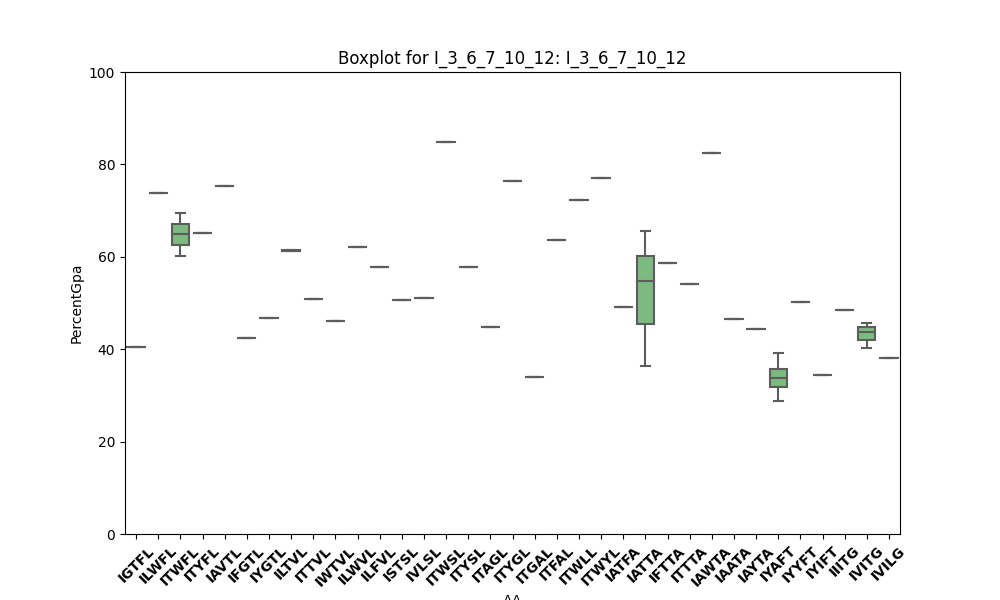 Boxplot for I_3_6_7_10_12: I_3_6_7_10_12
PercentGpa
100
80
60
40
20
0
IGTFL
ILWFL
ITWFL
ITYFL
IAVTL
IFGTL
IYGTL
ILTVL
ITTVL
IWTVL
ILWVL
ILFVL
ISTSL
IVLSL
ITWSL
ITYSL
ITAGL
ITYGL
ITGAL
ITFAL
ITWLL
ITWYL
IATFA
IATTA
IFTTA
ITTTA
IAWTA
IAATA
IAYTA
IYAFT
IYYFT
IYIFT
IIITG
IVITG
IVILG
AA